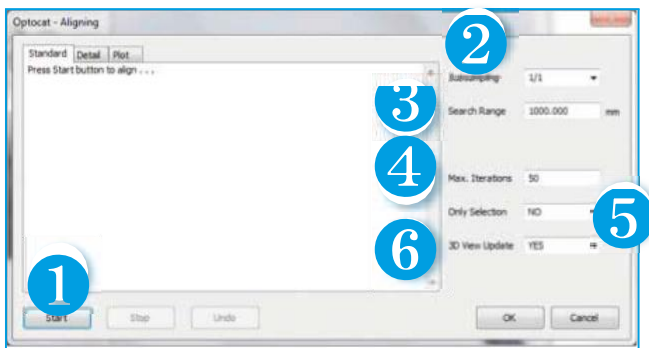 Optocat - Aligning
Standard Detail Plot
Press Start button to align . . .
2
Subsampling 1/1
3
Search Range 1000.000 mm
4
Max. Iterations 50
Only Selection NO
5
6
3D View Update YES
1
Start Stop Undo OK Cancel